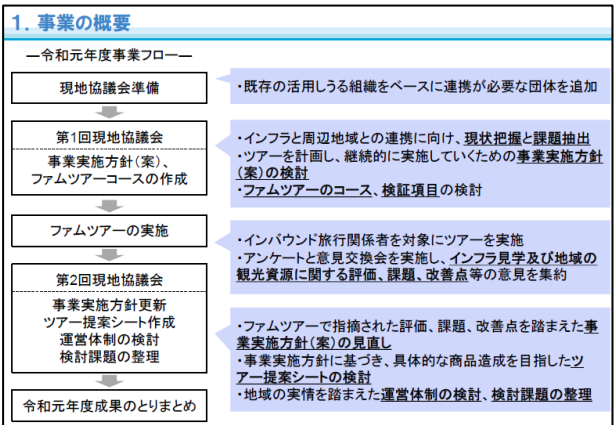 1. 事業の概要
―令和元年度事業フロー―
現地協議会準備
・既存の活用しうる組織をベースに連携が必要な団体を追加
第1回現地協議会
事業実施方針(案)、
ファムツアーコースの作成
・インフラと周辺地域との連携に向け、現状把握と課題抽出
・ツアーを計画し、継続的に実施していくための事業実施方針
(案)の検討
・ファムツアーのコース、検証項目の検討
ファムツアーの実施
・インバウンド旅行関係者を対象にツアーを実施
・アンケートと意見交換会を実施し、インフラ見学及び地域の
観光資源に関する評価、課題、改善点等の意見を集約
第2回現地協議会
事業実施方針更新
ツアー提案シート作成
運営体制の検討
検討課題の整理
・ファムツアーで指摘された評価、課題、改善点を踏まえた事
業実施方針(案)の見直し
・事業実施方針に基づき、具体的な商品造成を目指したツ
アー提案シートの検討
・地域の実情を踏まえた運営体制の検討、検討課題の整理
令和元年度成果のとりまとめ